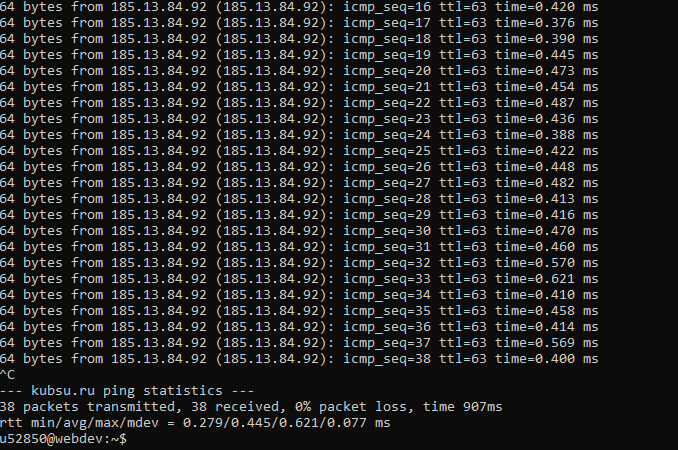 64 bytes from 185.13.84.92 (185.13.84.92): icmp_seq=16 ttl=63 time=0.420 ms
64 bytes from 185.13.84.92 (185.13.84.92): icmp_seq=17 ttl=63 time=0.376 ms
64 bytes from 185.13.84.92 (185.13.84.92): icmp_seq=18 ttl=63 time=0.390 ms
64 bytes from 185.13.84.92 (185.13.84.92): icmp_seq=19 ttl=63 time=0.445 ms
64 bytes from 185.13.84.92 (185.13.84.92): icmp_seq=20 ttl=63 time=0.473 ms
64 bytes from 185.13.84.92 (185.13.84.92): icmp_seq=21 ttl=63 time=0.454 ms
64 bytes from 185.13.84.92 (185.13.84.92): icmp_seq=22 ttl=63 time=0.487 ms
64 bytes from 185.13.84.92 (185.13.84.92): icmp_seq=23 ttl=63 time=0.436 ms
64 bytes from 185.13.84.92 (185.13.84.92): icmp_seq=24 ttl=63 time=0.388 ms
64 bytes from 185.13.84.92 (185.13.84.92): icmp_seq=25 ttl=63 time=0.422 ms
64 bytes from 185.13.84.92 (185.13.84.92): icmp_seq=26 ttl=63 time=0.448 ms
64 bytes from 185.13.84.92 (185.13.84.92): icmp_seq=27 ttl=63 time=0.482 ms
64 bytes from 185.13.84.92 (185.13.84.92): icmp_seq=28 ttl=63 time=0.413 ms
64 bytes from 185.13.84.92 (185.13.84.92): icmp_seq=29 ttl=63 time=0.416 ms
64 bytes from 185.13.84.92 (185.13.84.92): icmp_seq=30 ttl=63 time=0.470 ms
64 bytes from 185.13.84.92 (185.13.84.92): icmp_seq=31 ttl=63 time=0.460 ms
64 bytes from 185.13.84.92 (185.13.84.92): icmp_seq=32 ttl=63 time=0.570 ms
64 bytes from 185.13.84.92 (185.13.84.92): icmp_seq=33 ttl=63 time=0.621 ms
64 bytes from 185.13.84.92 (185.13.84.92): icmp_seq=34 ttl=63 time=0.410 ms
64 bytes from 185.13.84.92 (185.13.84.92): icmp_seq=35 ttl=63 time=0.458 ms
64 bytes from 185.13.84.92 (185.13.84.92): icmp_seq=36 ttl=63 time=0.414 ms
64 bytes from 185.13.84.92 (185.13.84.92): icmp_seq=37 ttl=63 time=0.569 ms
64 bytes from 185.13.84.92 (185.13.84.92): icmp_seq=38 ttl=63 time=0.400 ms
^C
--- kubsu.ru ping statistics ---
38 packets transmitted, 38 received, 0% packet loss, time 907ms
rtt min/avg/max/mdev = 0.279/0.445/0.621/0.077 ms
u52850@webdev:~$